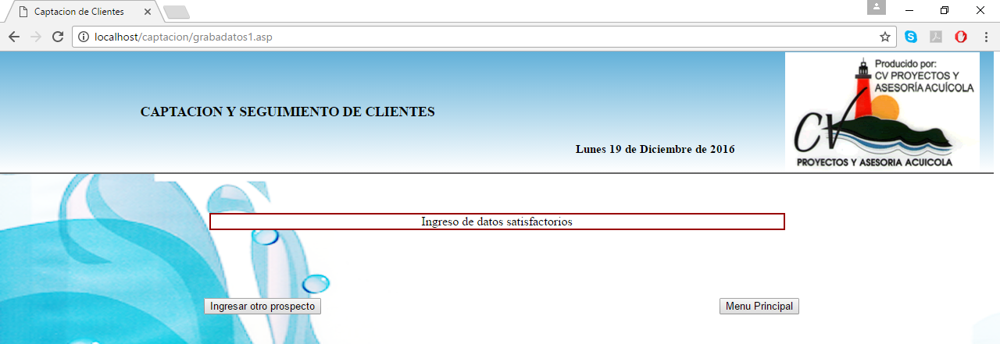 Captacion de Clientes
localhost/captacion/grabadatos1.asp
Producido por:
CV PROYECTOS Y
ASESORÍA ACUÍCOLA
CAPTACION Y SEGUIMIENTO DE CLIENTES
CV
Lunes 19 de Diciembre de 2016
PROYECTOS Y ASESORIA ACUICOLA
Ingreso de datos satisfactorios
Ingresar otro prospecto
Menu Principal